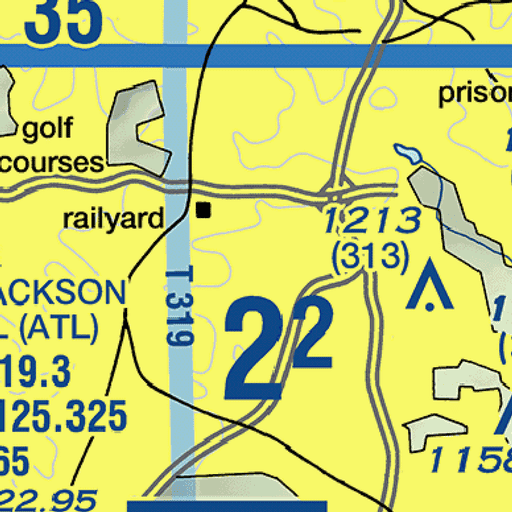 35
prison
golf
courses
railyard
1213
(313)
ACKSON
L (ATL)
T 319
22
19.3
125.325
65
1158
22.95